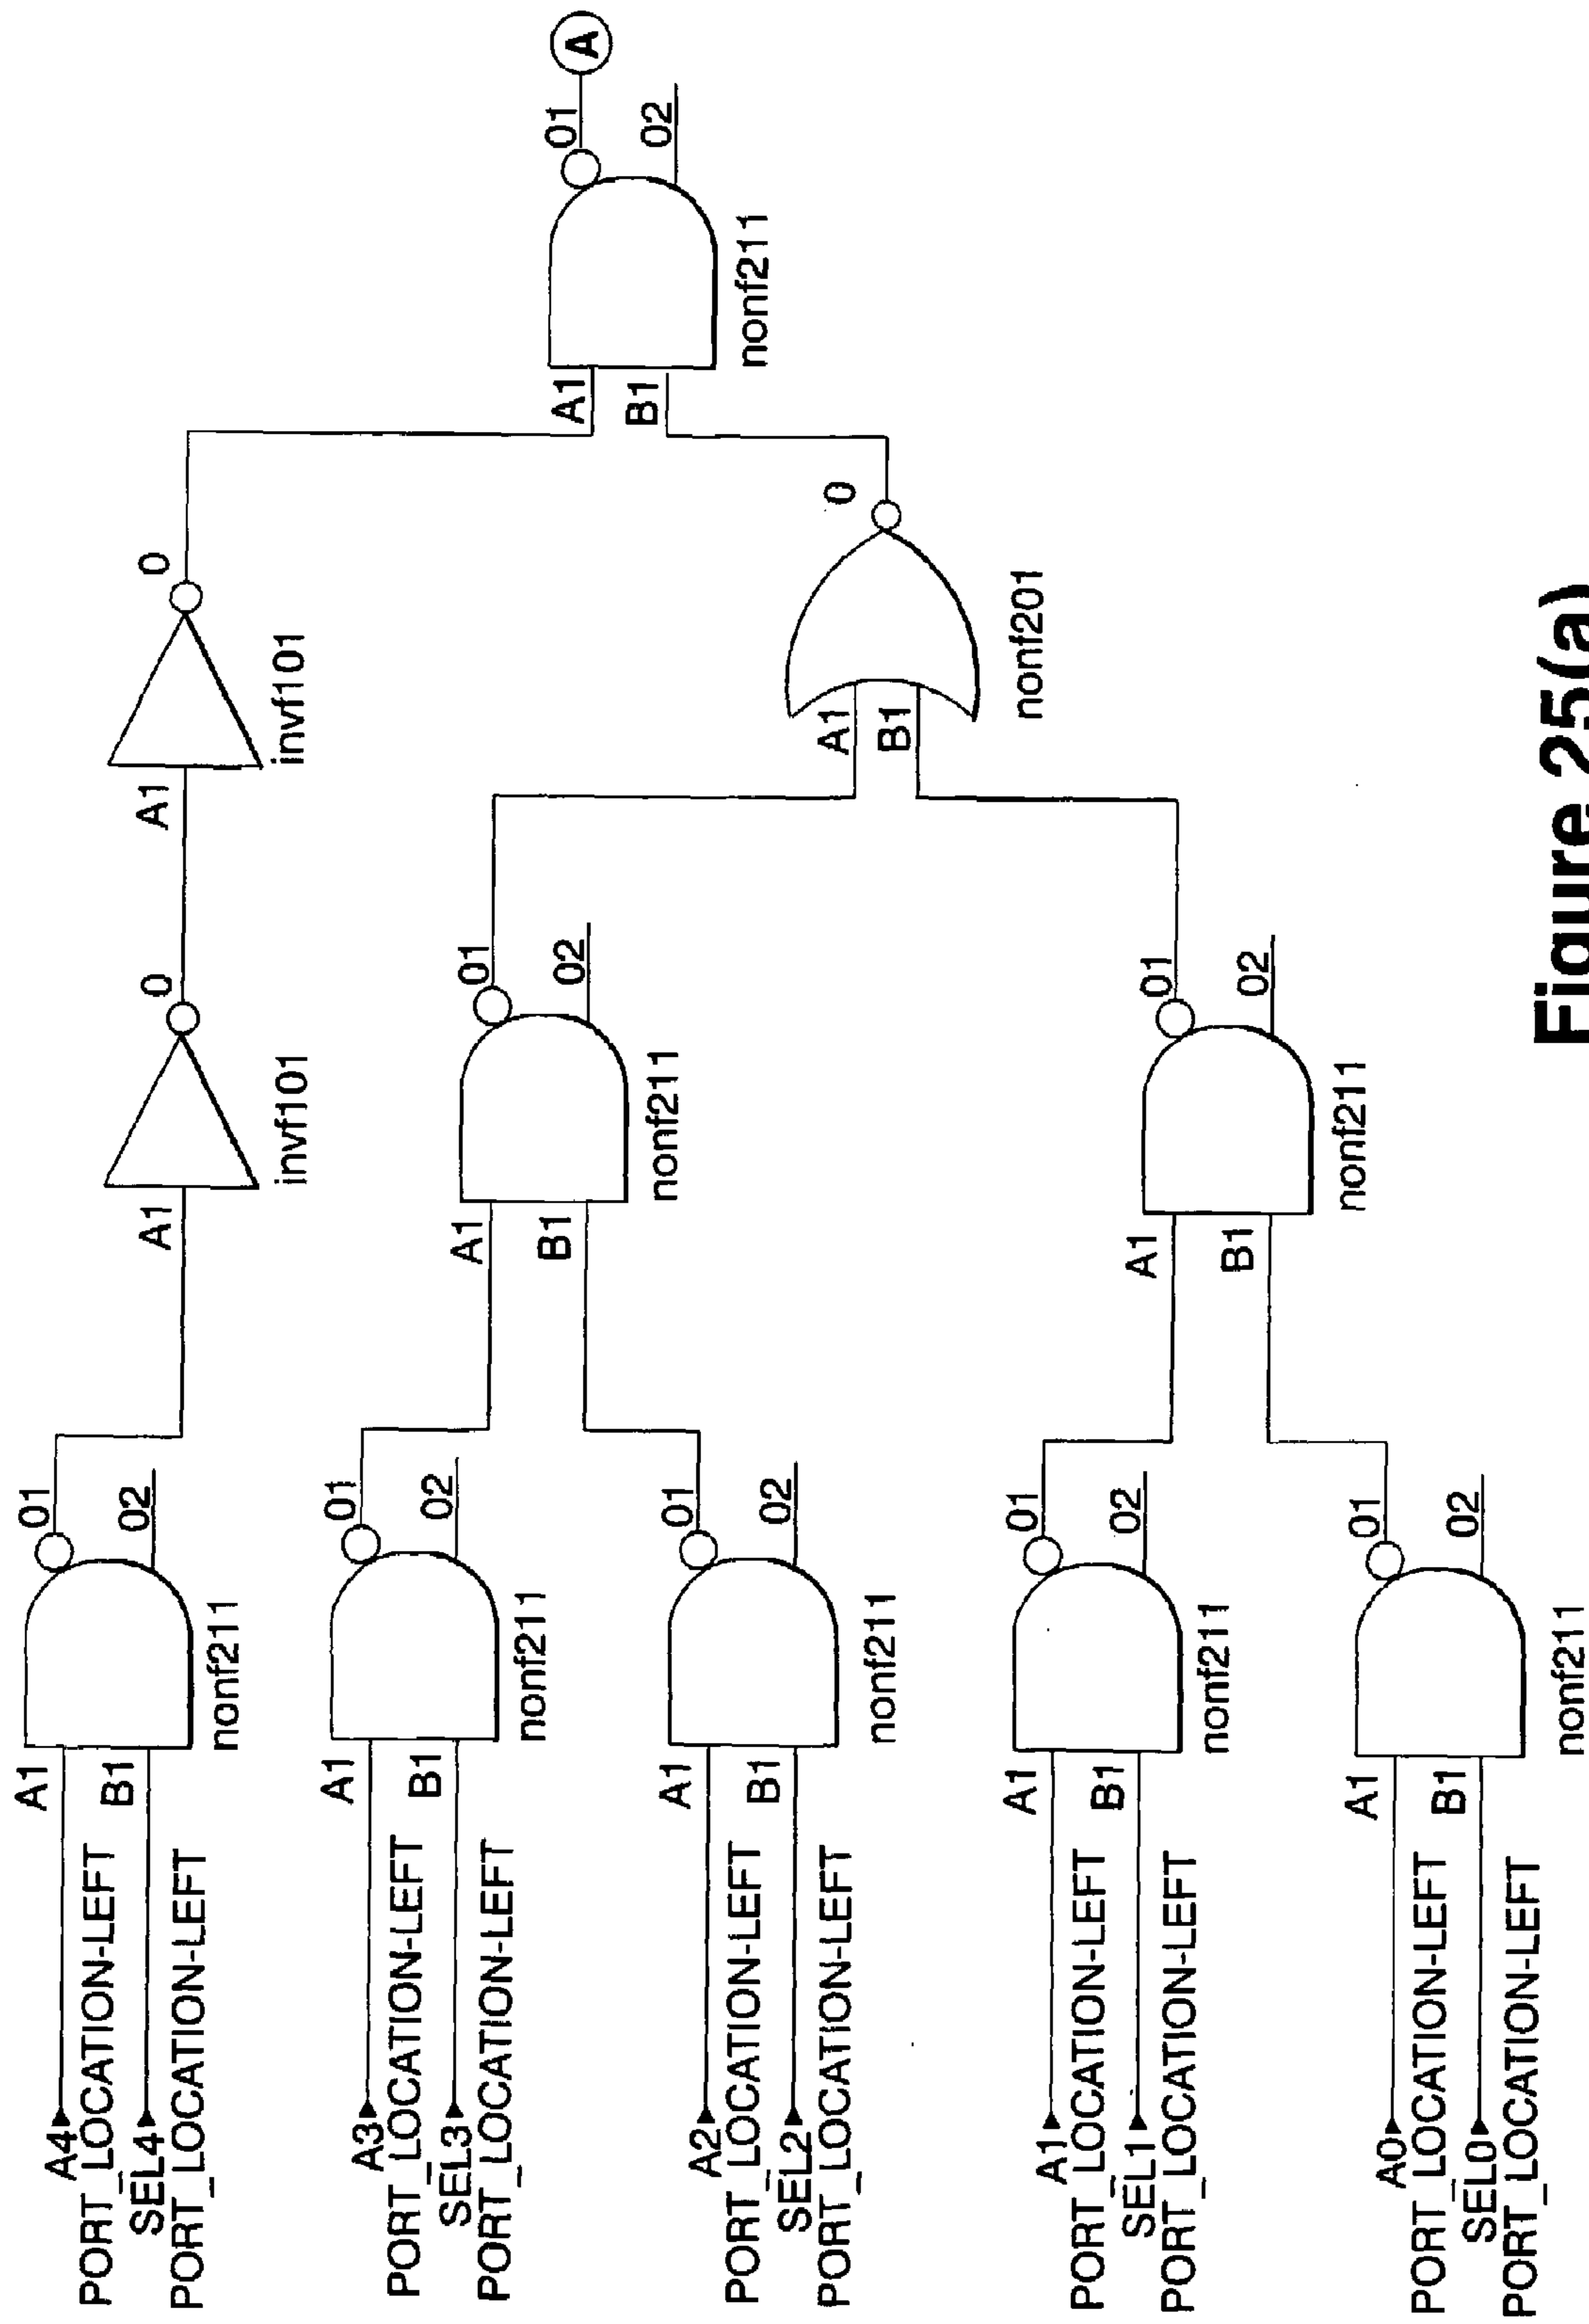 A4
PORT_LOCATION-LEFT
SEL4
PORT_LOCATION-LEFT
A1
B1
01
02
nonf211
A1
0
invf101
A1
0
invf101
A3
PORT_LOCATION-LEFT
SEL3
PORT_LOCATION-LEFT
A1
B1
01
02
nonf211
A2
PORT_LOCATION-LEFT
SEL2
PORT_LOCATION-LEFT
A1
B1
01
02
nonf211
A1
B1
01
02
nonf211
A1
PORT_LOCATION-LEFT
SEL1
PORT_LOCATION-LEFT
A1
B1
01
02
nonf211
A0
PORT_LOCATION-LEFT
SEL0
PORT_LOCATION-LEFT
A1
B1
01
02
nonf211
A1
B1
01
02
nonf211
A1
B1
0
nonf201
A1
B1
01
02
nonf211
A
Figure 25(a)